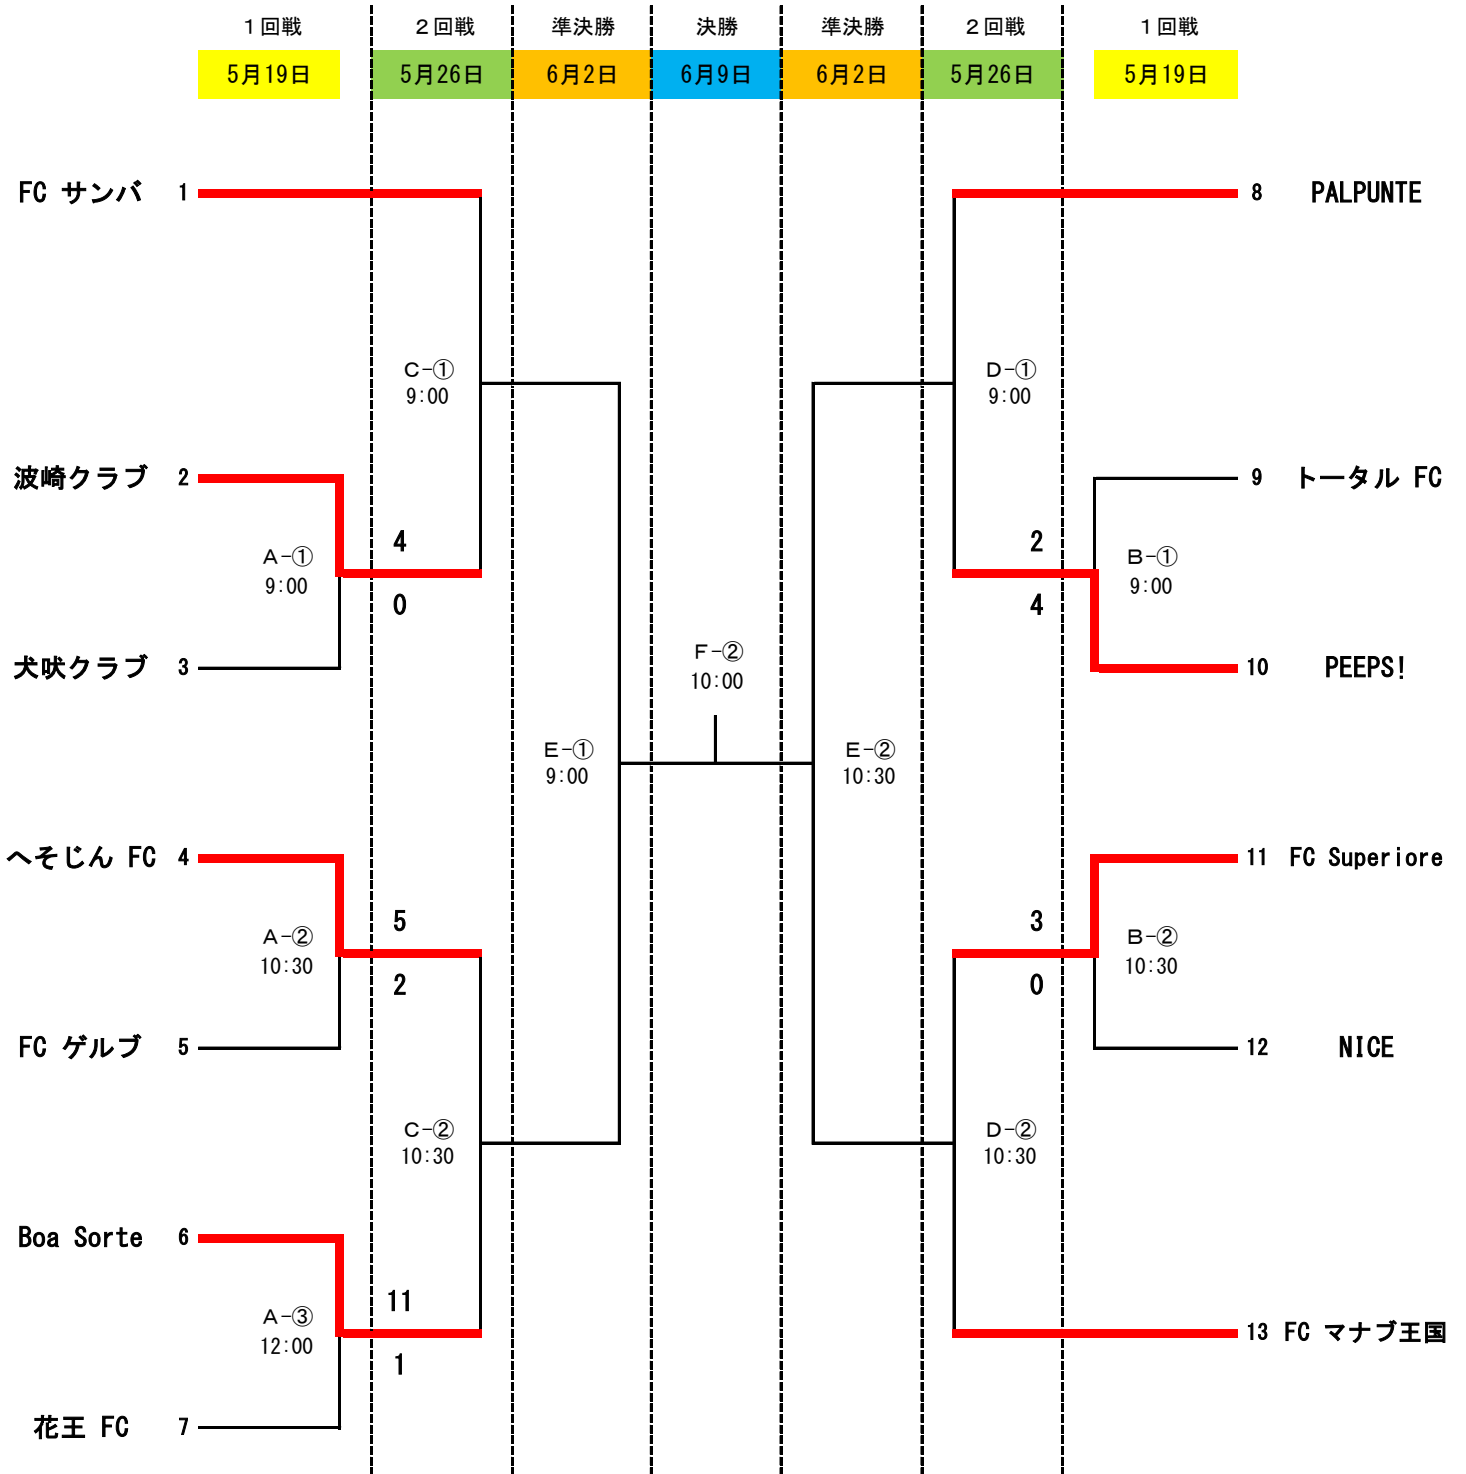 １回戦 ２回戦 準決勝 決勝 準決勝 ２回戦 １回戦
5月19日 5月26日 6月2日 6月9日 6月2日 5月26日 5月19日
FC サンバ 1
8 PALPUNTE
C-①
9:00
D-①
9:00
波崎クラブ 2
9 トータル FC
A-①
9:00
4
0
2
4
B-①
9:00
犬吠クラブ 3
10 PEEPS!
F-②
10:00
E-①
9:00
E-②
10:30
へそじん FC 4
11 FC Superiore
A-②
10:30
5
2
3
0
B-②
10:30
FC ゲルブ 5
12 NICE
C-②
10:30
D-②
10:30
Boa Sorte 6
A-③
12:00
11
1
13 FC マナブ王国
花王 FC 7